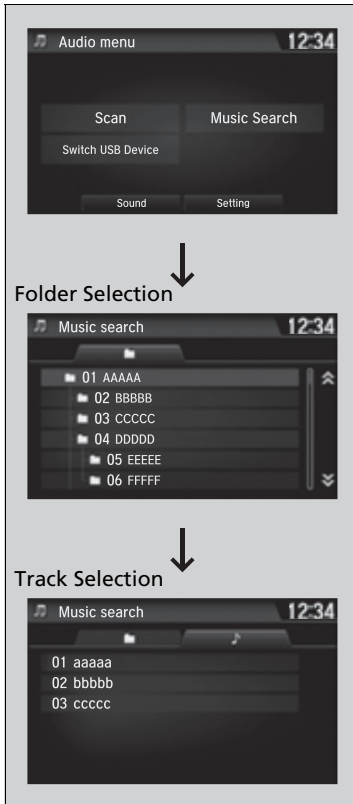 Audio menu 12:34
Scan Music Search
Switch USB Device
Sound Setting
Folder Selection
Music search 12:34
01 AAAAA
02 BBBBB
03 CCCCC
04 DDDDD
05 EEEEE
06 FFFFF
Track Selection
Music search 12:34
01 aaaaa
02 bbbbb
03 ccccc